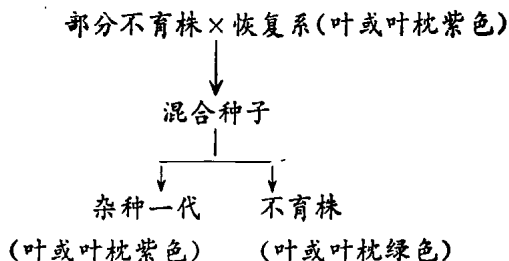 部分不育株×恢复系(叶或叶枕紫色)
混合种子
杂种一代 不育株
(叶或叶枕紫色) (叶或叶枕绿色)